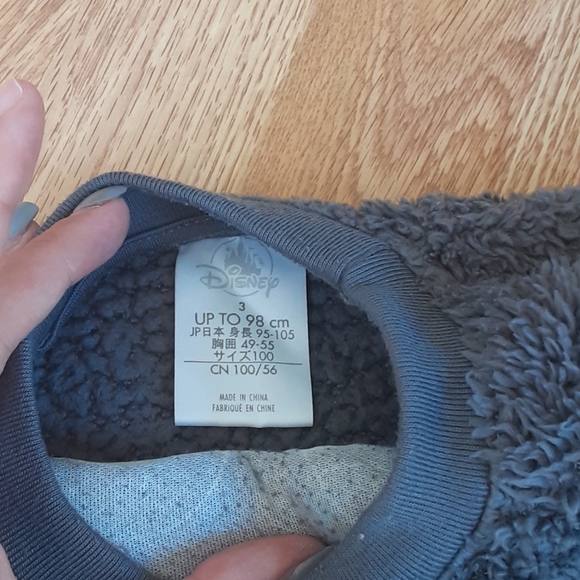 Disney
3
UP TO 98 cm
JP日本 身長 95-105
胸囲 49-55
サイズ100
CN 100/56
MADE IN CHINA
FABRIQUÉ EN CHINE